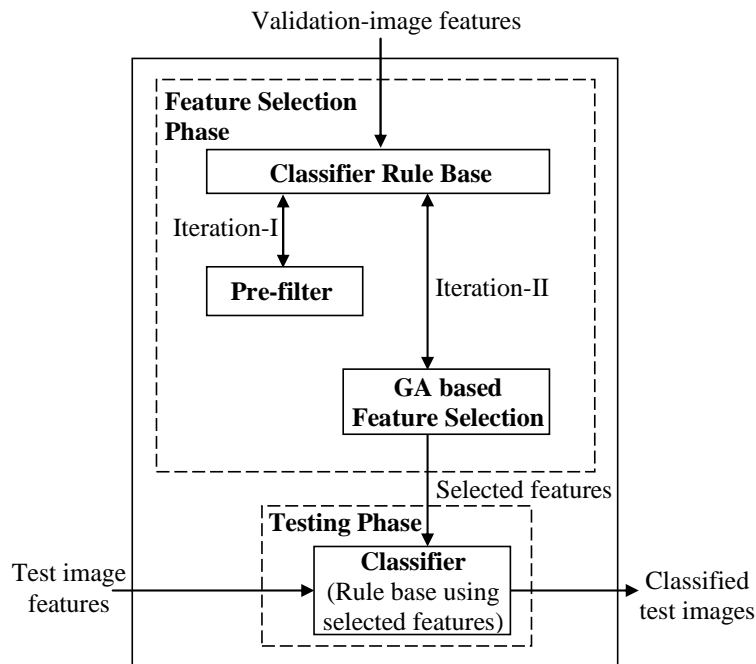 Validation-image features
Feature Selection
Phase
Classifier Rule Base
Iteration-I
Pre-filter
Iteration-II
GA based
Feature Selection
Selected features
Testing Phase
Test image
features
Classifier
(Rule base using
selected features)
Classified
test images